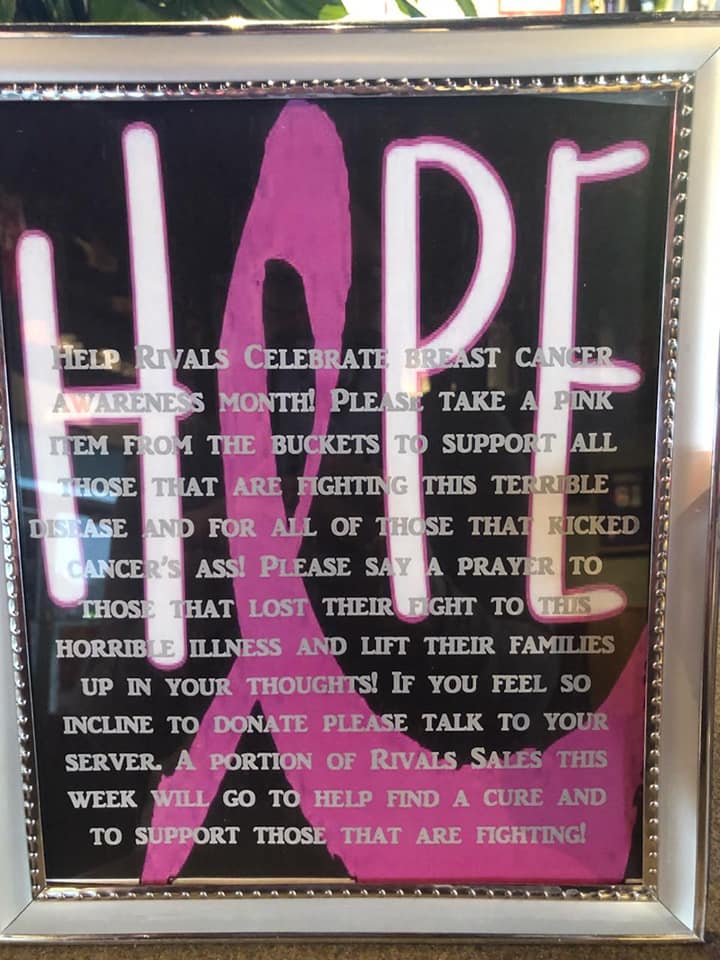 HOPE
HELP RIVALS CELEBRATE BREAST CANCER
AWARENESS MONTH! PLEASE TAKE A PINK
ITEM FROM THE BUCKETS TO SUPPORT ALL
THOSE THAT ARE FIGHTING THIS TERRIBLE
DISEASE AND FOR ALL OF THOSE THAT KICKED
CANCER'S ASS! PLEASE SAY A PRAYER TO
THOSE THAT LOST THEIR FIGHT TO THIS
HORRIBLE ILLNESS AND LIFT THEIR FAMILIES
UP IN YOUR THOUGHTS! IF YOU FEEL SO
INCLINE TO DONATE PLEASE TALK TO YOUR
SERVER. A PORTION OF RIVALS SALES THIS
WEEK WILL GO TO HELP FIND A CURE AND
TO SUPPORT THOSE THAT ARE FIGHTING!